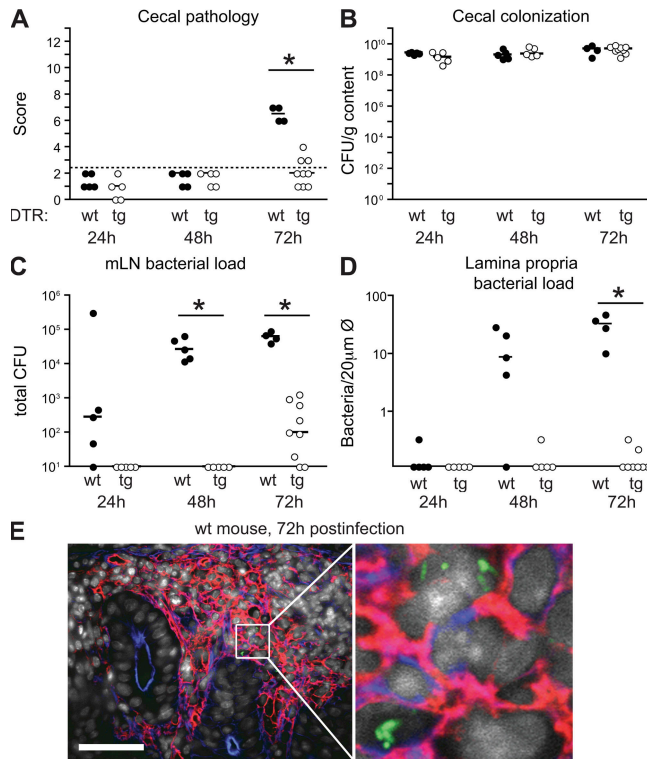 A
Cecal pathology
Score
12
10
8
6
4
2
0
*
DTR: wt tg wt tg wt tg
24h 48h 72h
B
Cecal colonization
CFU/g content
10^10
10^8
10^6
10^4
10^2
10^0
wt tg wt tg wt tg
24h 48h 72h
C
mLN bacterial load
total CFU
10^6
10^5
10^4
10^3
10^2
10^1
* *
wt tg wt tg wt tg
24h 48h 72h
D
Lamina propria
bacterial load
Bacteria/20µm Ø
100
10
1
*
wt tg wt tg wt tg
24h 48h 72h
E
wt mouse, 72h postinfection